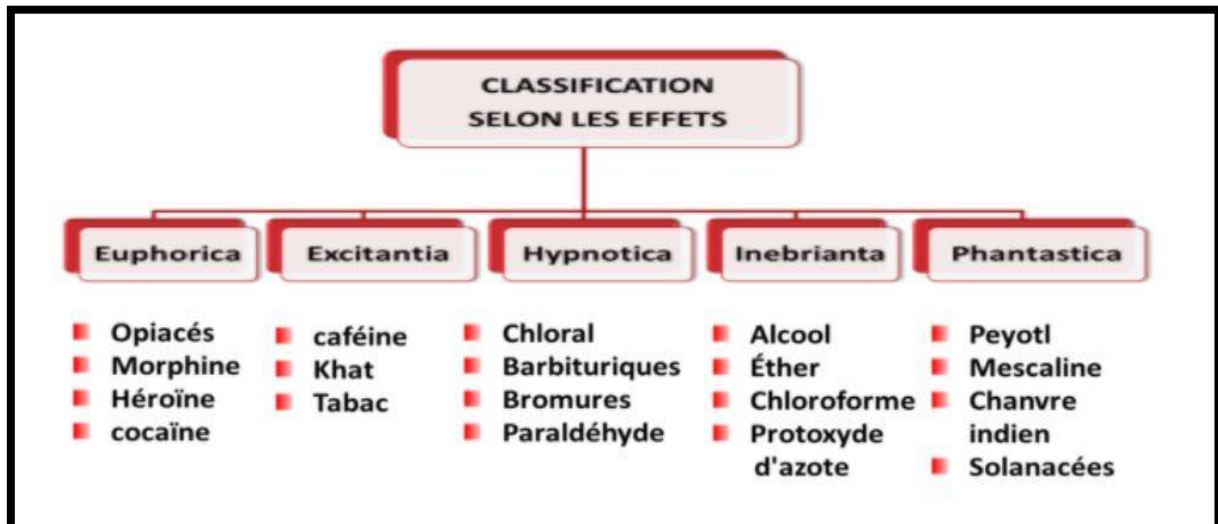 CLASSIFICATION
SELON LES EFFETS
Euphorica
Excitantia
Hypnotica
Inebrianta
Phantastica
Opiacés
Morphine
Héroïne
cocaïne
caféine
Khat
Tabac
Chloral
Barbituriques
Bromures
Paraldéhyde
Alcool
Éther
Chloroforme
Protoxyde
d'azote
Peyotl
Mescaline
Chanvre
indien
Solanacées